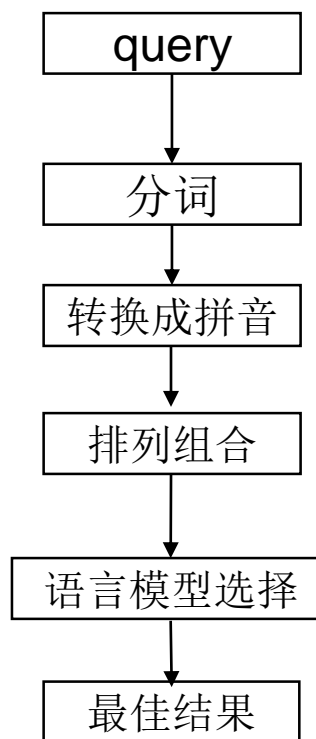 query
分词
转换成拼音
排列组合
语言模型选择
最佳结果